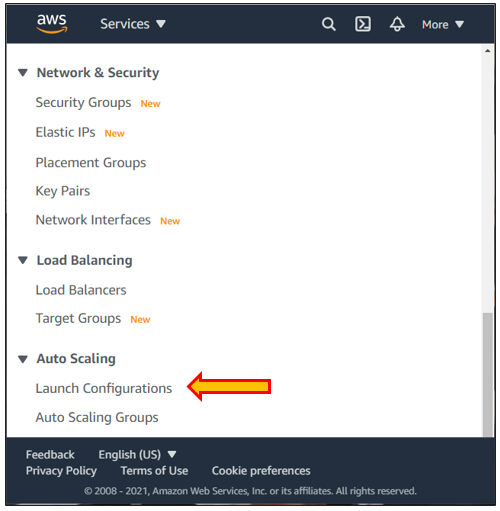 aws Services More
Network & Security
Security Groups New
Elastic IPs New
Placement Groups
Key Pairs
Network Interfaces New
Load Balancing
Load Balancers
Target Groups New
Auto Scaling
Launch Configurations
Auto Scaling Groups
Feedback English (US)
Privacy Policy Terms of Use Cookie preferences
© 2008 - 2021, Amazon Web Services, Inc. or its affiliates. All rights reserved.